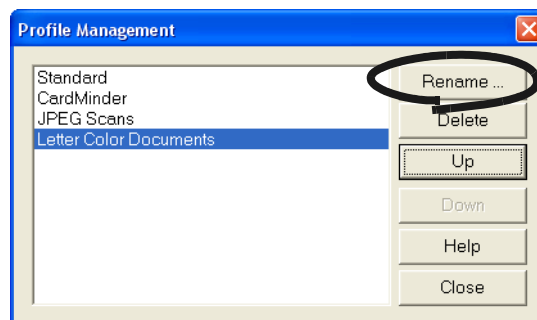 Profile Management
Standard
CardMinder
JPEG Scans
Letter Color Documents
Rename ...
Delete
Up
Down
Help
Close